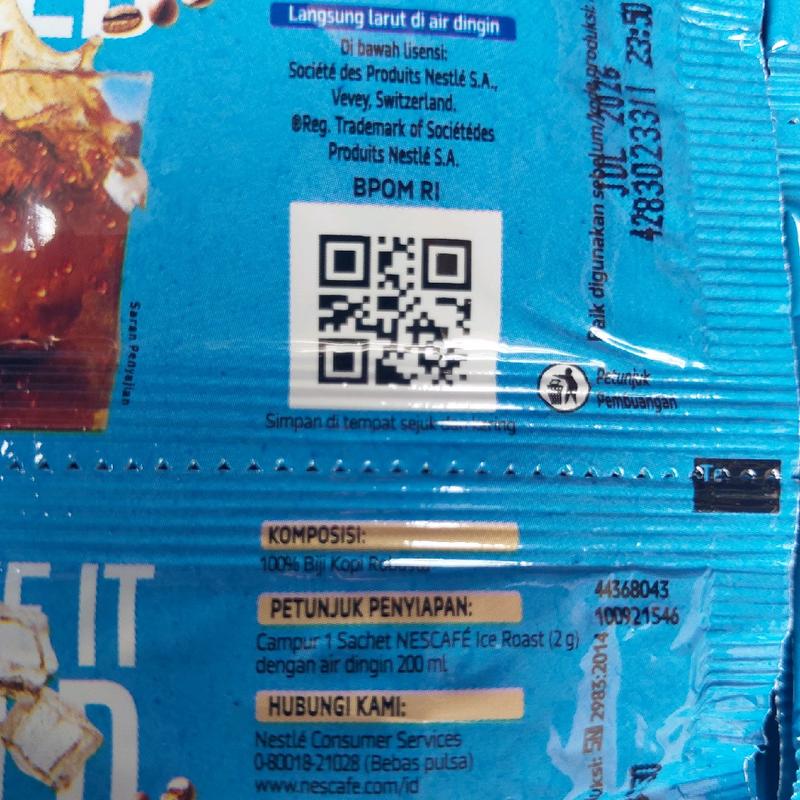 Langsung larut di air dingin
Di bawah lisensi:
Société des Produits Nestlé S.A.,
Vevey, Switzerland.
®Reg. Trademark of Sociétédes
Produits Nestlé S.A.
BPOM RI
Simpan di tempat sejuk dan kering
Saran Penyajian
Baik digunakan sebelum/kode produksi:
JUL 2026
42830233I1 23:50
Petunjuk
Pembuangan
KOMPOSISI:
100% Biji Kopi Robusta
PETUNJUK PENYIAPAN:
Campur 1 Sachet NESCAFÉ Ice Roast (2 g)
dengan air dingin 200 ml
HUBUNGI KAMI:
Nestlé Consumer Services
0-80018-21028 (Bebas pulsa)
www.nescafe.com/id
44368043
100921546
2983:2014
IT